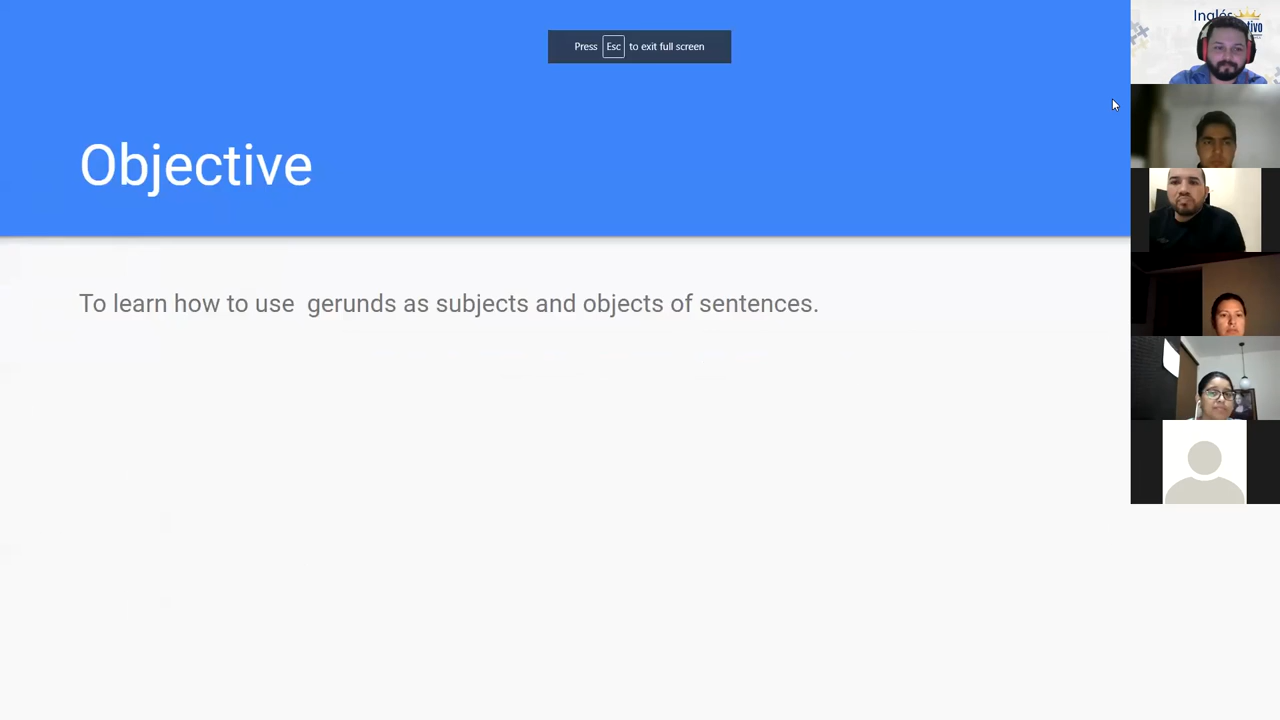 Press Esc to exit full screen
Inglés
Objective
To learn how to use  gerunds as subjects and objects of sentences.